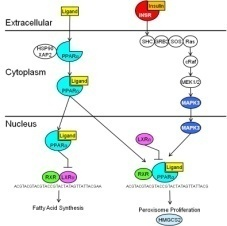 Ligand
Insulin
INSR
Extracellular
SHC GRB2 SOS Ras
HSP90
XAP2
PPARα
cRaf
Cytoplasm
Ligand
PPARα
MEK1/2
MAPK3
Nucleus
MAPK3
Ligand
PPARα
LXRα
Ligand
PPARα
RXR LXRα
RXR
Fatty Acid Synthesis
Peroxisome Proliferation
HMGCS2